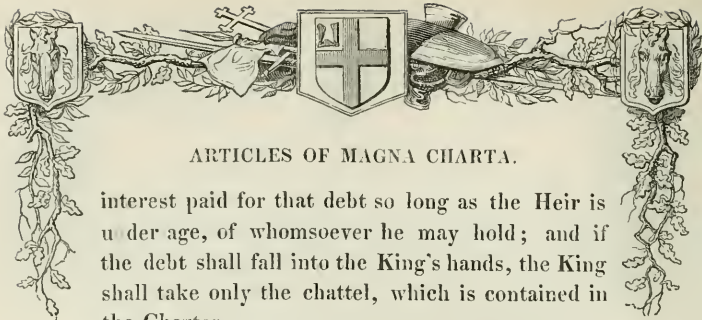 ARTICLES OF MAGNA CHARTA.
interest paid for that debt so long as the Heir is
u der age, of whomsoever he may hold; and if
the debt shall fall into the King's hands, the King
shall take only the chattel, which is contained in
the Charter.